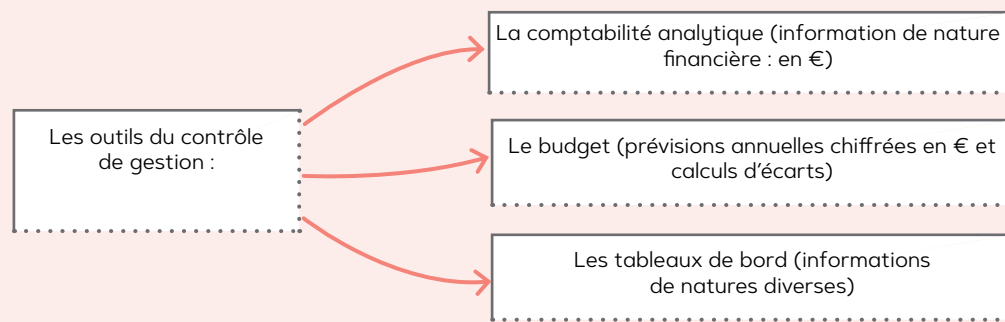 Les outils du contrôle
de gestion :
La comptabilité analytique (information de nature
financière : en €)
Le budget (prévisions annuelles chiffrées en € et
calculs d'écarts)
Les tableaux de bord (informations
de natures diverses)